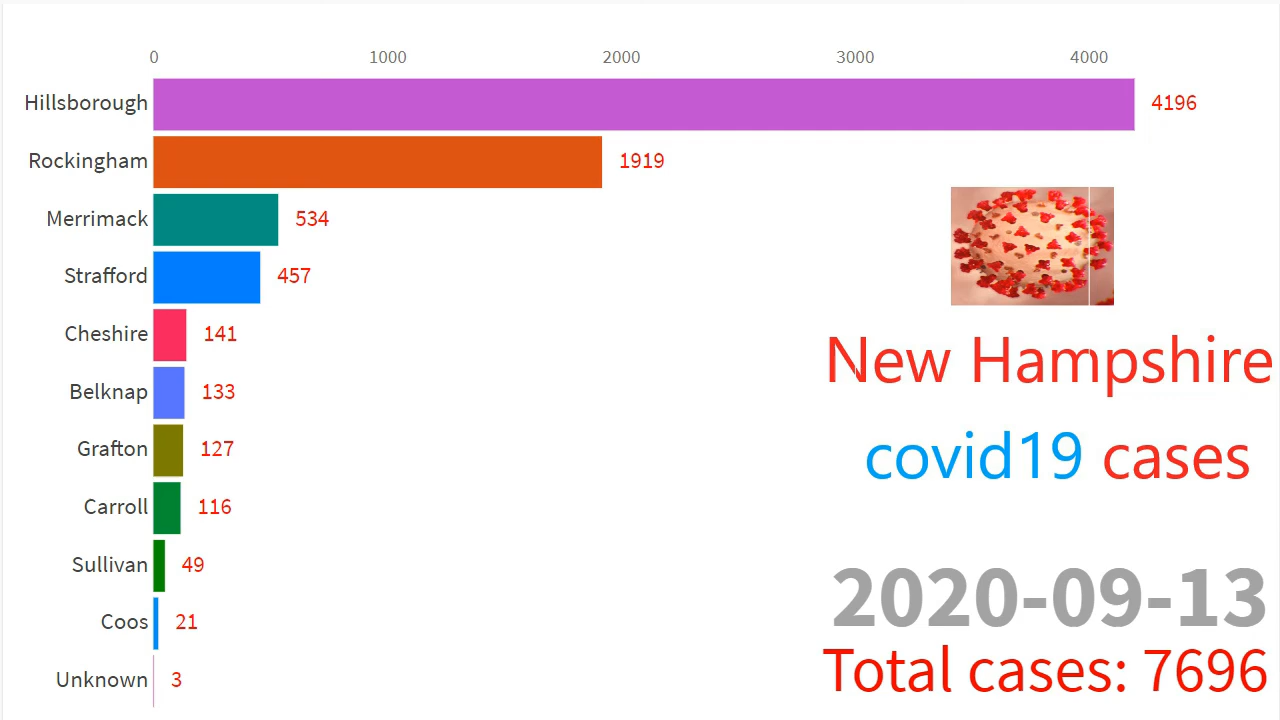 0 1000 2000 3000 4000
Hillsborough 4196
Rockingham 1919
Merrimack 534
Strafford 457
Cheshire 141
Belknap 133
Grafton 127
Carroll 116
Sullivan 49
Coos 21
Unknown 3
New Hampshire
covid19 cases
2020-09-13
Total cases: 7696